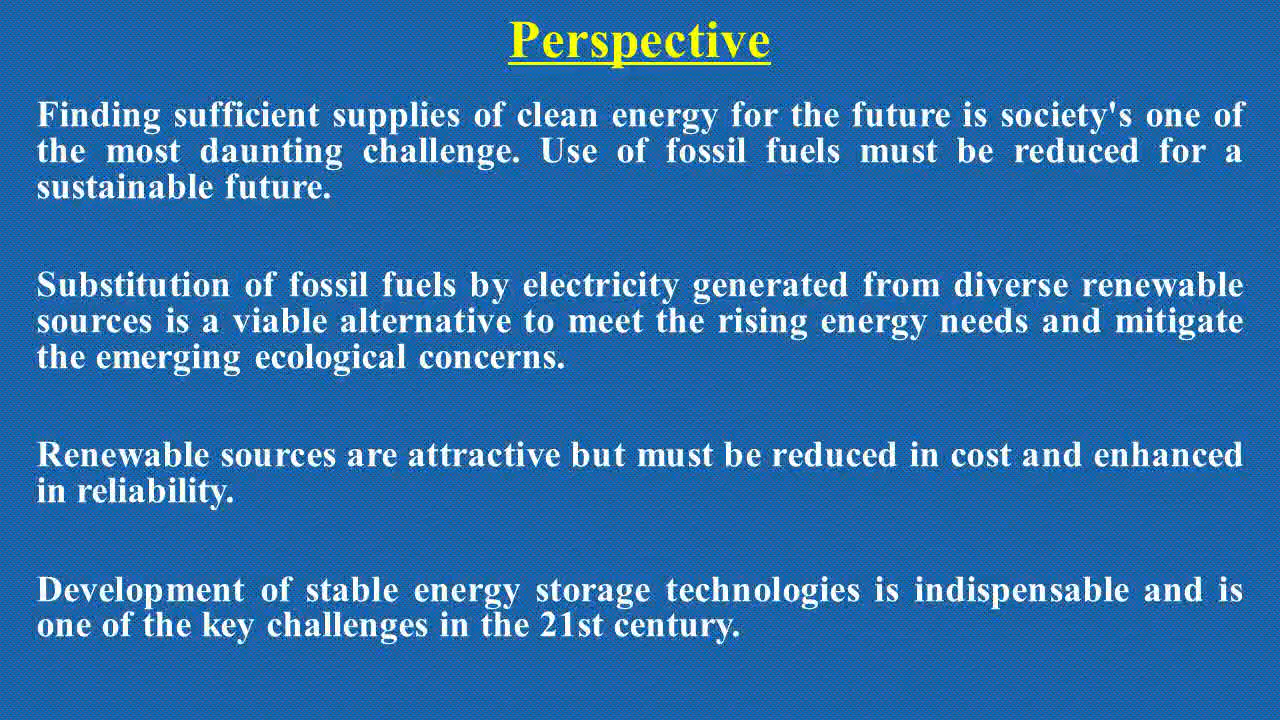 Perspective
Finding sufficient supplies of clean energy for the future is society's one of
the most daunting challenge. Use of fossil fuels must be reduced for a
sustainable future.
Substitution of fossil fuels by electricity generated from diverse renewable
sources is a viable alternative to meet the rising energy needs and mitigate
the emerging ecological concerns.
Renewable sources are attractive but must be reduced in cost and enhanced
in reliability.
Development of stable energy storage technologies is indispensable and is
one of the key challenges in the 21st century.